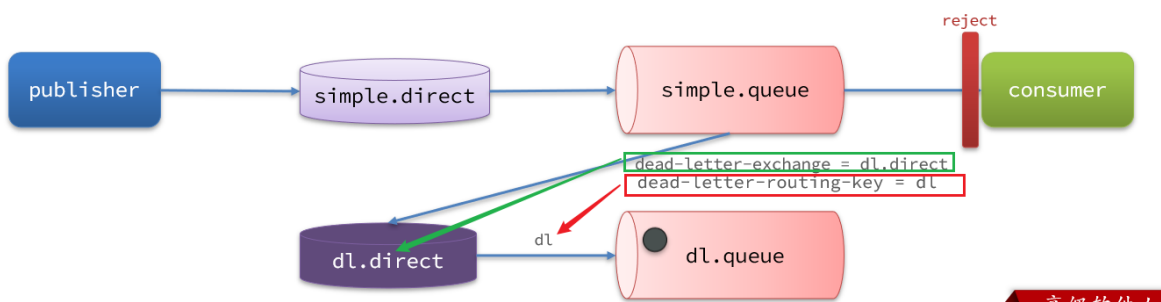 reject
publisher
simple.direct
simple.queue
consumer
dead-letter-exchange = dl.direct
dead-letter-routing-key = dl
dl
dl.direct
dl.queue